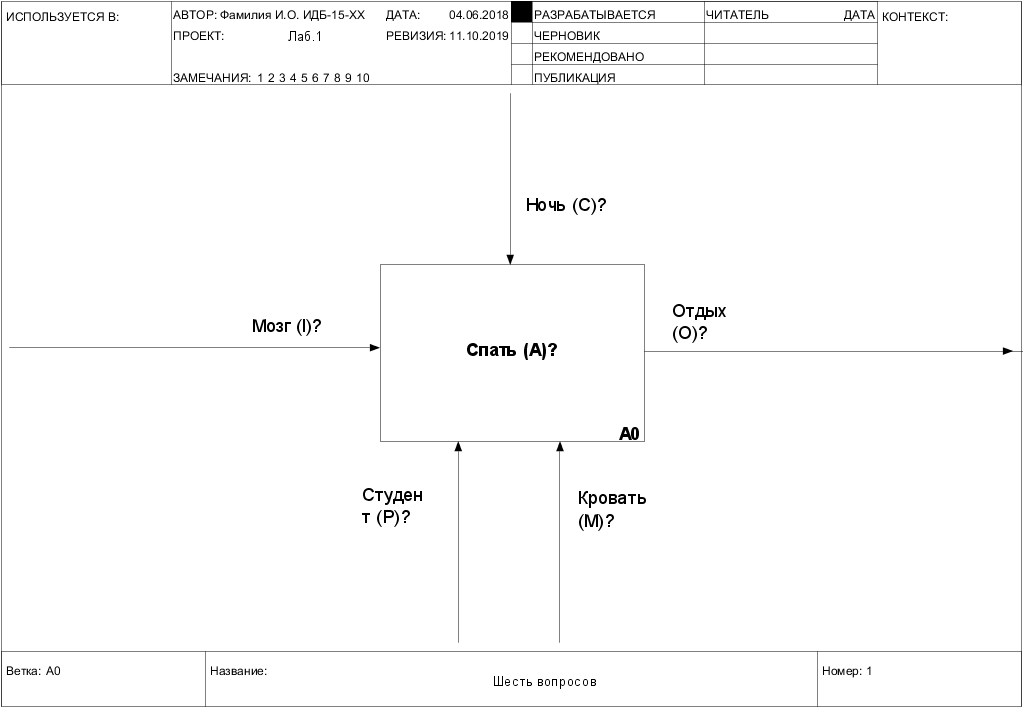 ИСПОЛЬЗУЕТСЯ В:
АВТОР: Фамилия И.О. ИДБ-15-ХХ
ДАТА: 04.06.2018
ПРОЕКТ: Лаб.1
РЕВИЗИЯ: 11.10.2019
ЗАМЕЧАНИЯ: 1 2 3 4 5 6 7 8 9 10
РАЗРАБАТЫВАЕТСЯ
ЧЕРНОВИК
РЕКОМЕНДОВАНО
ПУБЛИКАЦИЯ
ЧИТАТЕЛЬ ДАТА
КОНТЕКСТ:
Ночь (C)?
Мозг (I)?
Отдых
(O)?
Спать (A)?
A0
Студен
т (P)?
Кровать
(M)?
Ветка: A0
Название:
Шесть вопросов
Номер: 1